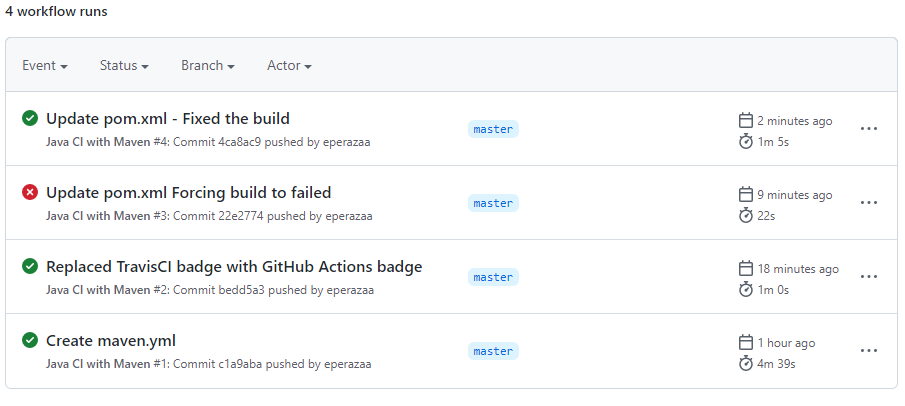 4 workflow runs
Event Status Branch Actor
Update pom.xml - Fixed the build
Java CI with Maven #4: Commit 4ca8ac9 pushed by eperazaa
master
2 minutes ago
1m 5s
Update pom.xml Forcing build to failed
Java CI with Maven #3: Commit 22e2774 pushed by eperazaa
master
9 minutes ago
22s
Replaced TravisCI badge with GitHub Actions badge
Java CI with Maven #2: Commit bedd5a3 pushed by eperazaa
master
18 minutes ago
1m 0s
Create maven.yml
Java CI with Maven #1: Commit c1a9aba pushed by eperazaa
master
1 hour ago
4m 39s